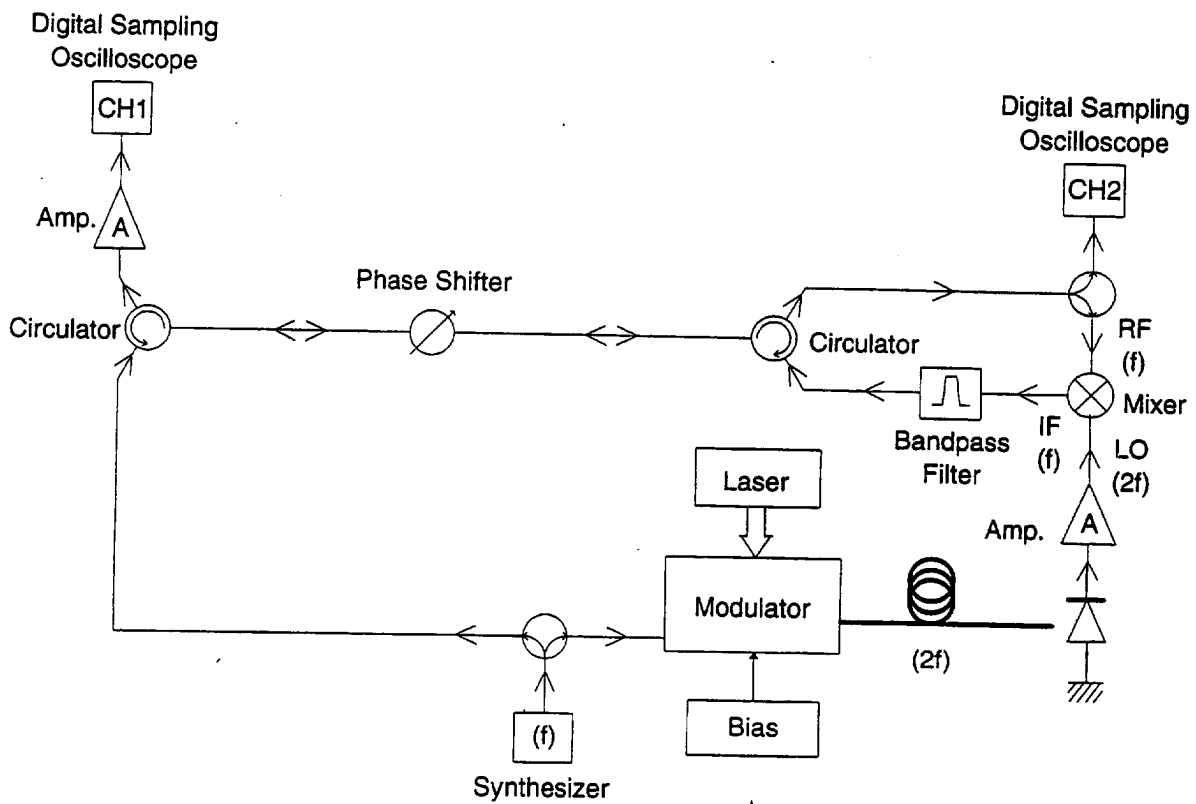 Digital Sampling
Oscilloscope
CH1
Amp.
A
Circulator
Phase Shifter
Digital Sampling
Oscilloscope
CH2
Circulator
RF
(f)
Mixer
IF
(f)
LO
(2f)
Bandpass
Filter
Amp.
A
Laser
Modulator
(2f)
Bias
(f)
Synthesizer